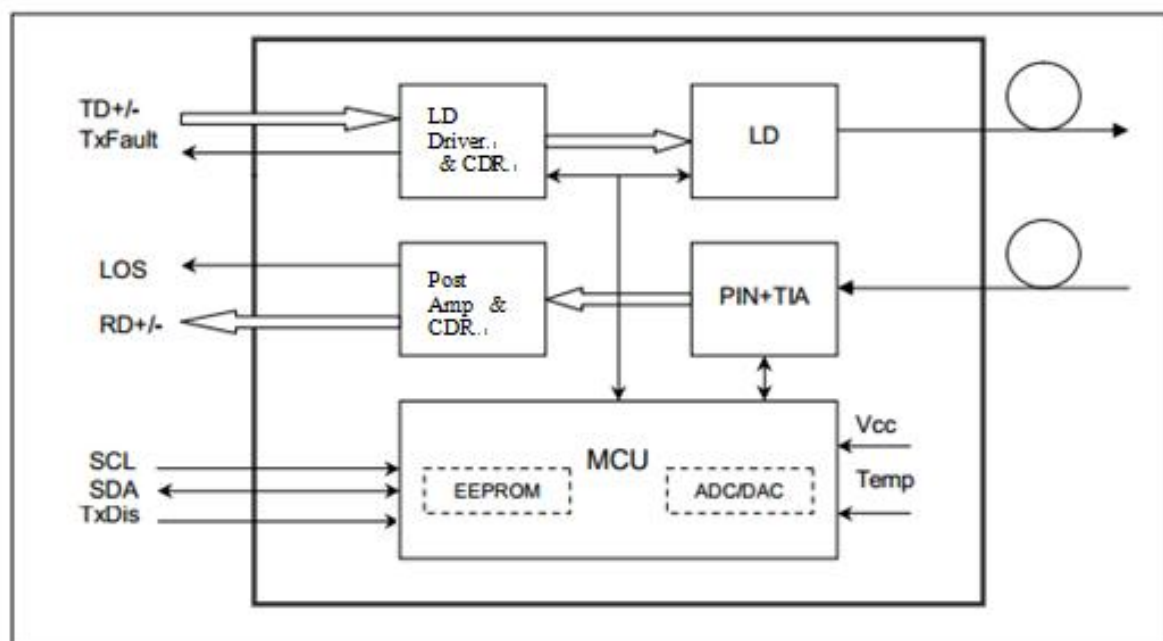 TD+/-
TxFault
LD
Driver
& CDR
LD
LOS
RD+/-
Post
Amp &
CDR
PIN+TIA
SCL
SDA
TxDis
MCU
EEPROM
ADC/DAC
Vcc
Temp